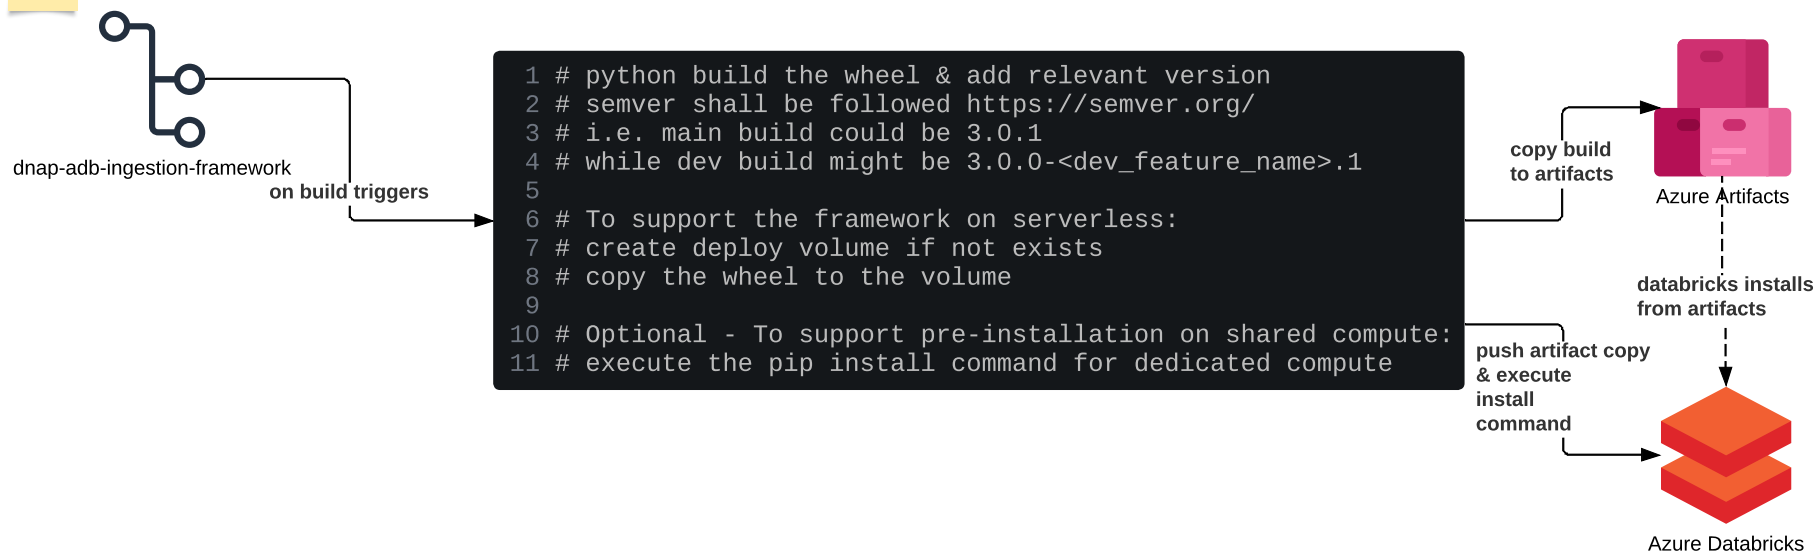 dnap-adb-ingestion-framework
on build triggers
1 # python build the wheel & add relevant version
2 # semver shall be followed https://semver.org/
3 # i.e. main build could be 3.0.1
4 # while dev build might be 3.0.0-<dev_feature_name>.1
5
6 # To support the framework on serverless:
7 # create deploy volume if not exists
8 # copy the wheel to the volume
9
10 # Optional - To support pre-installation on shared compute:
11 # execute the pip install command for dedicated compute
copy build
to artifacts
Azure Artifacts
databricks installs
from artifacts
push artifact copy
& execute
install
command
Azure Databricks